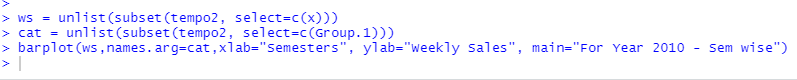 >
> ws = unlist(subset(tempo2, select=c(x)))
> cat = unlist(subset(tempo2, select=c(Group.1)))
> barplot(ws,names.arg=cat,xlab="Semesters", ylab="Weekly Sales", main="For Year 2010 - Sem wise")
>